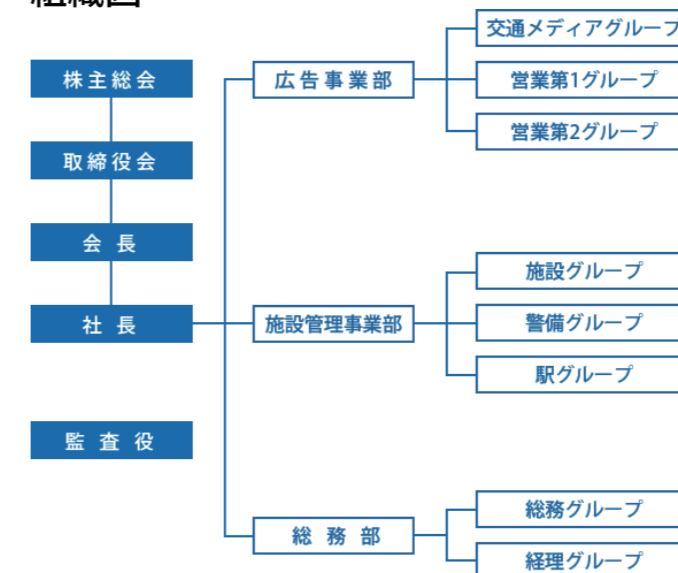 組織図
株主総会
取締役会
会長
社長
監査役
広告事業部
交通メディアグループ
営業第1グループ
営業第2グループ
施設管理事業部
施設グループ
警備グループ
駅グループ
総務部
総務グループ
経理グループ